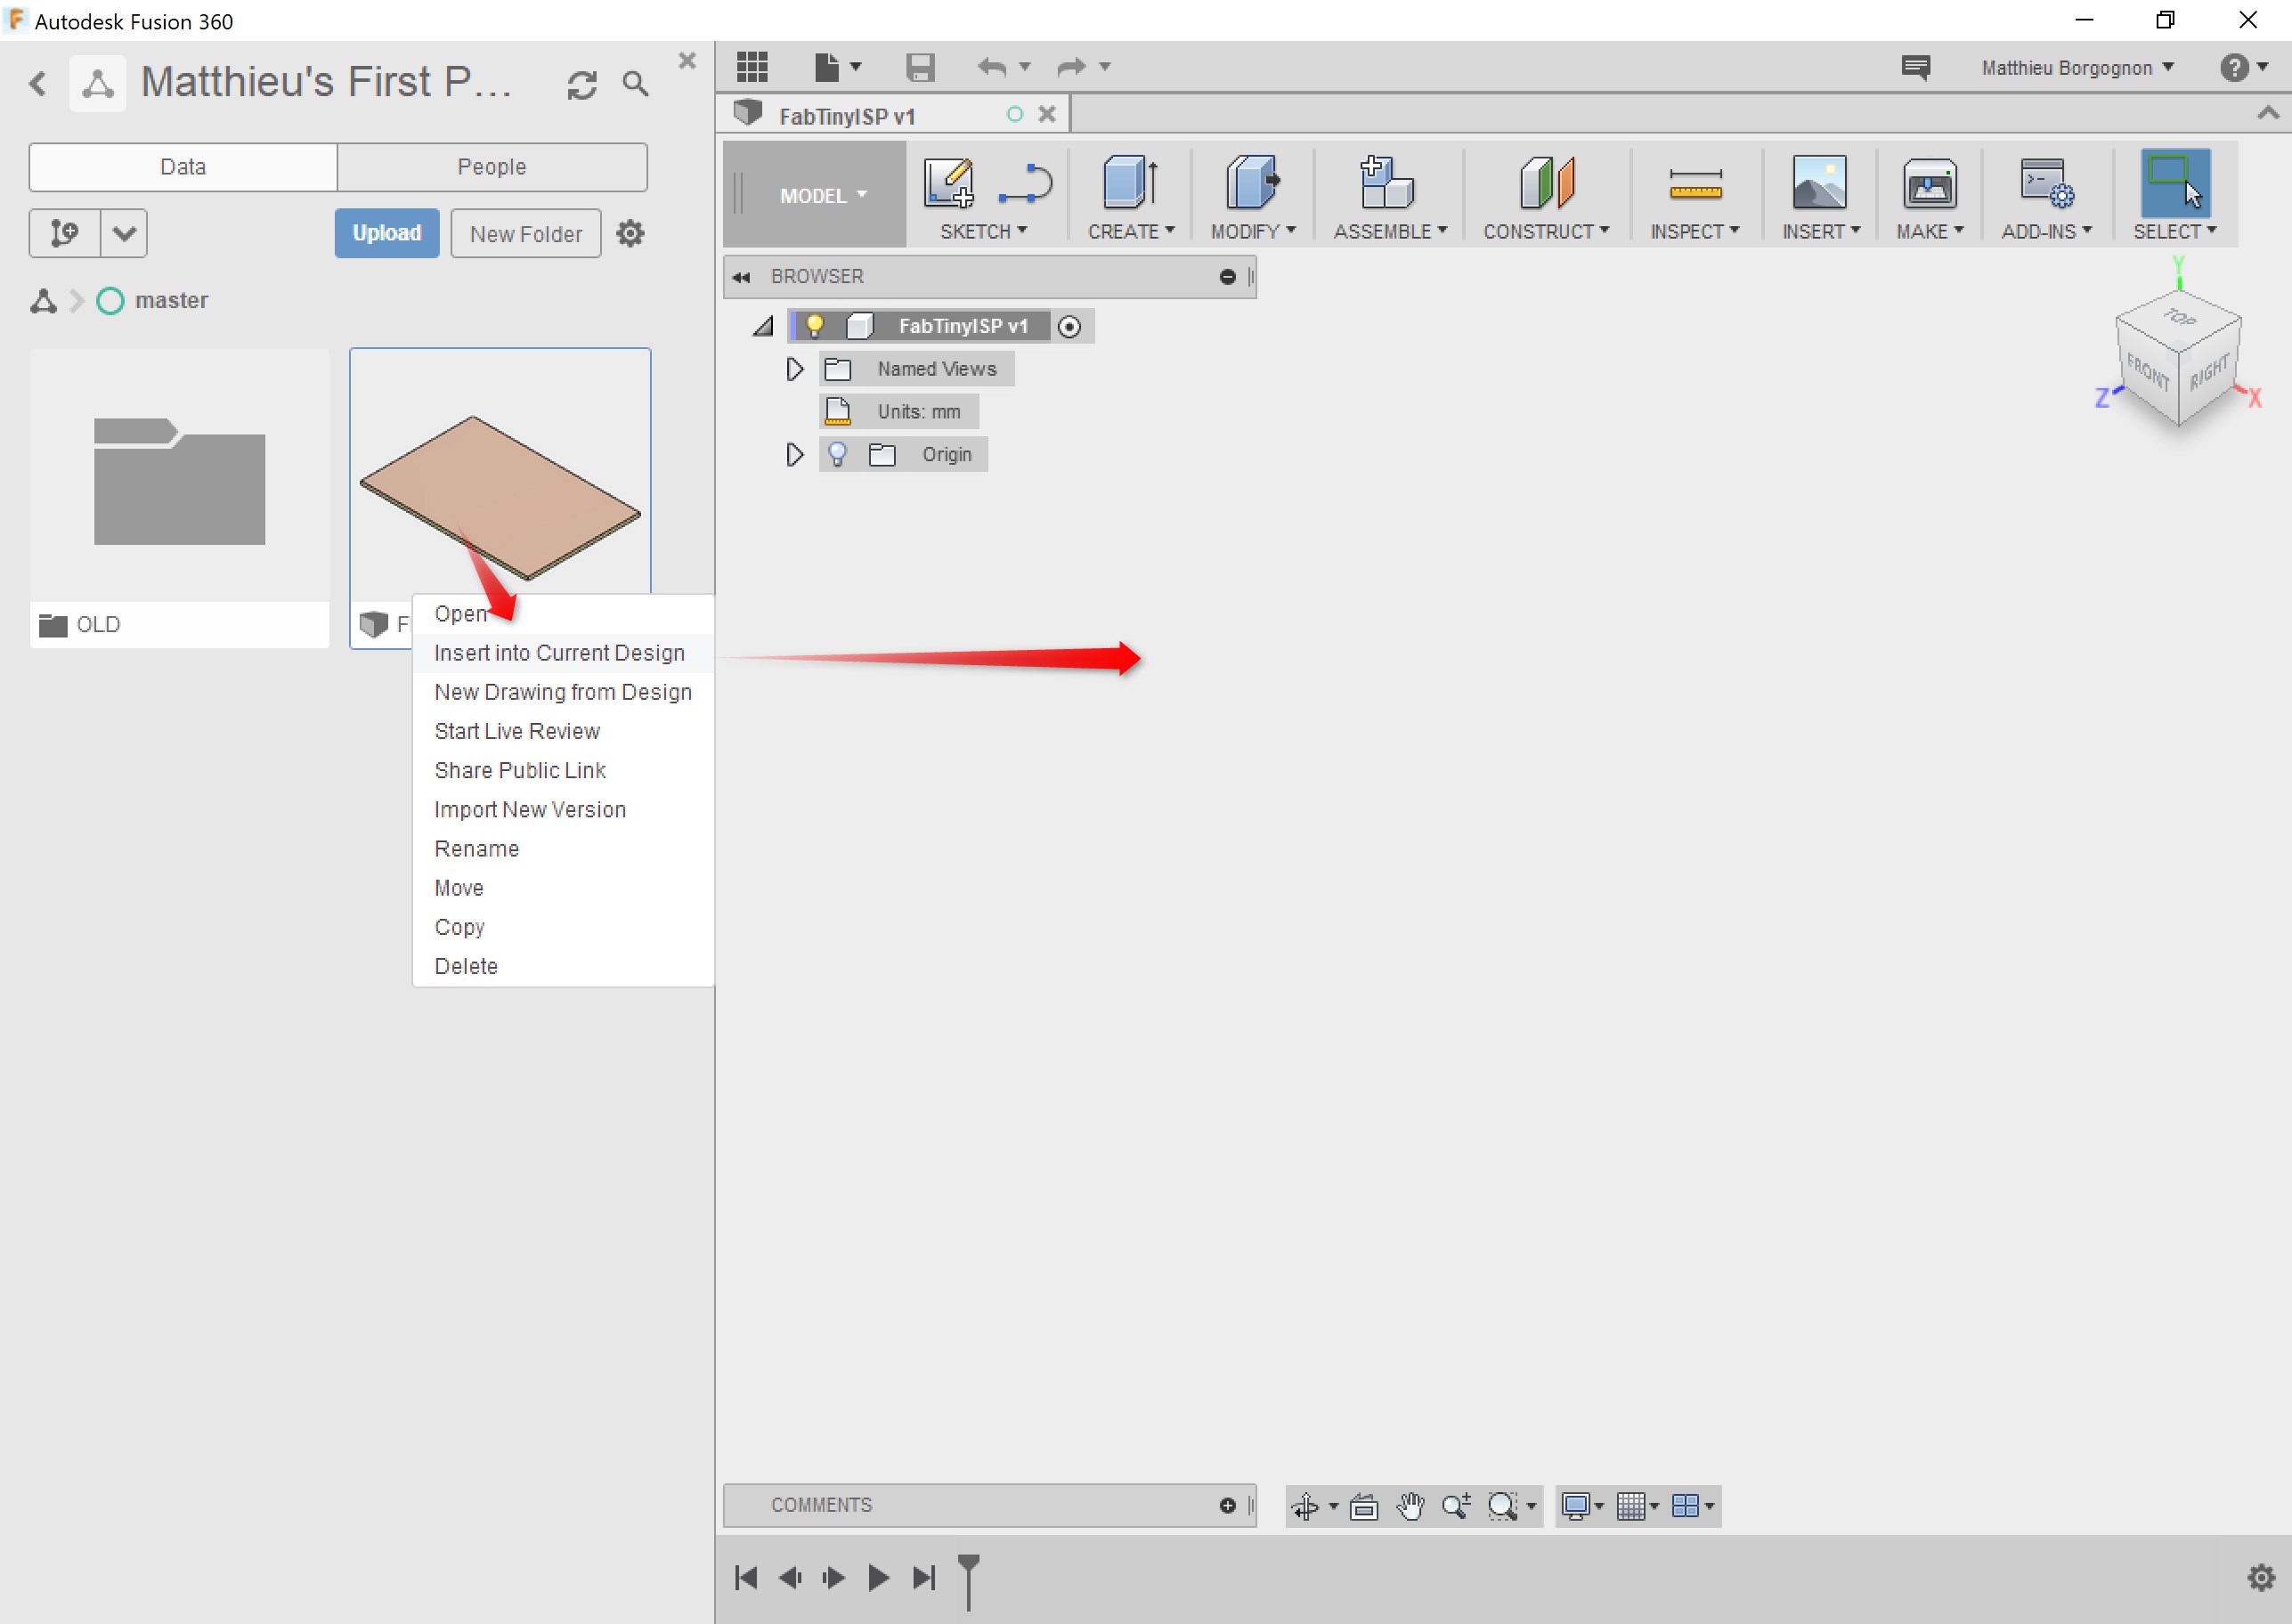 Autodesk Fusion 360
Matthieu's First P...
Data
People
Upload
New Folder
master
OLD
F
Open
Insert into Current Design
New Drawing from Design
Start Live Review
Share Public Link
Import New Version
Rename
Move
Copy
Delete
Matthieu Borgognon
FabTinyISP v1
MODEL
SKETCH
CREATE
MODIFY
ASSEMBLE
CONSTRUCT
INSPECT
INSERT
MAKE
ADD-INS
SELECT
BROWSER
FabTinyISP v1
Named Views
Units: mm
Origin
Y
TOP
FRONT
RIGHT
Z
X
COMMENTS